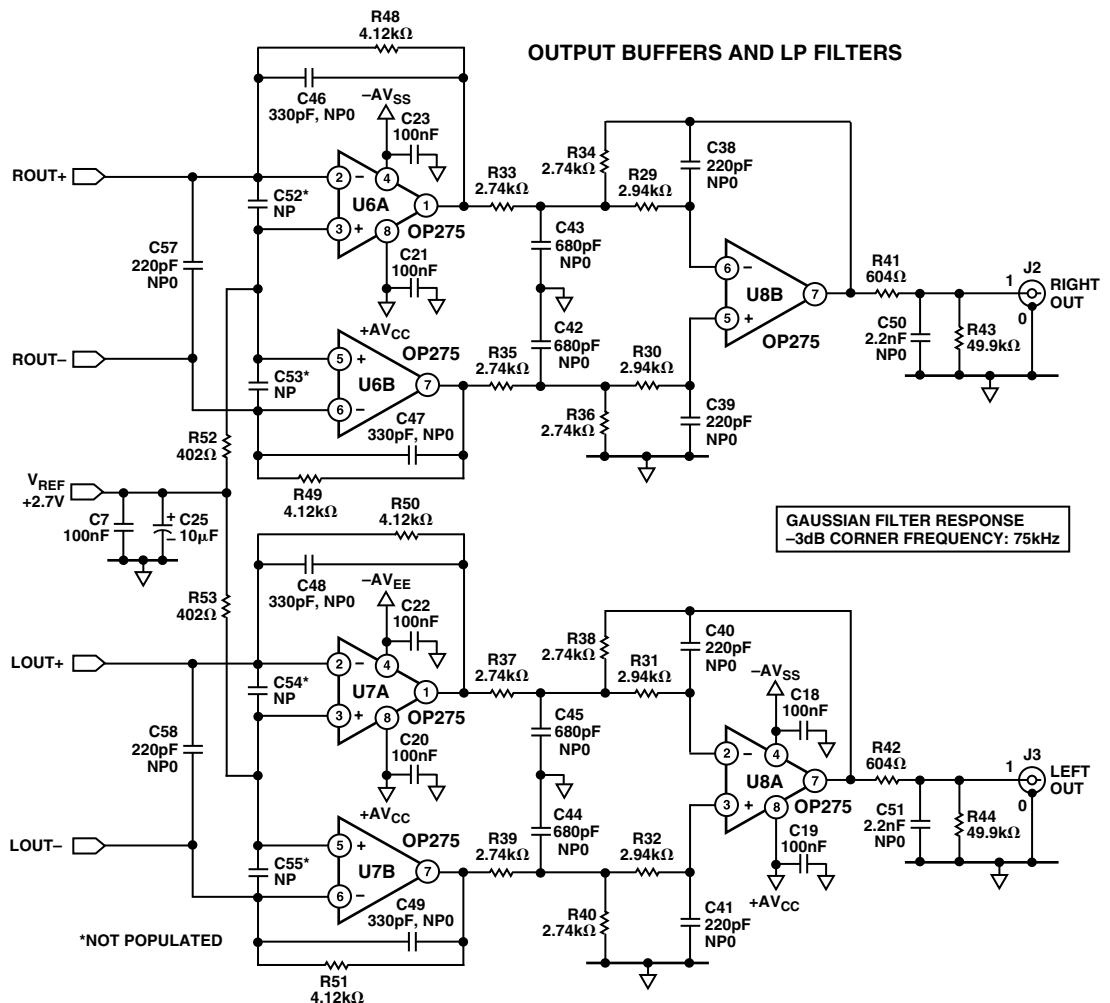 OUTPUT BUFFERS AND LP FILTERS
R48
4.12kΩ
C46
330pF, NP0
–AVSS
C23
100nF
ROUT+
2
–
4
C52*
NP
U6A
1
3
+
8
OP275
C57
220pF
NP0
C21
100nF
+AVCC
ROUT–
5
+
OP275
C53*
NP
U6B
7
6
–
C47
330pF, NP0
R49
4.12kΩ
R33
2.74kΩ
R34
2.74kΩ
R29
2.94kΩ
C38
220pF
NP0
C43
680pF
NP0
C42
680pF
NP0
R35
2.74kΩ
R30
2.94kΩ
R36
2.74kΩ
C39
220pF
NP0
6
–
U8B
7
5
+
OP275
R41
604Ω
1
J2
RIGHT
OUT
0
C50
2.2nF
NP0
R43
49.9kΩ
R52
402Ω
VREF
+2.7V
C7
100nF
+
C25
–
10µF
R53
402Ω
GAUSSIAN FILTER RESPONSE
–3dB CORNER FREQUENCY: 75kHz
R50
4.12kΩ
C48
330pF, NP0
–AVEE
C22
100nF
LOUT+
2
–
4
C54*
NP
U7A
1
3
+
8
OP275
C58
220pF
NP0
C20
100nF
+AVCC
LOUT–
5
+
OP275
C55*
NP
U7B
7
6
–
C49
330pF, NP0
*NOT POPULATED
R51
4.12kΩ
R37
2.74kΩ
R38
2.74kΩ
R31
2.94kΩ
C40
220pF
NP0
C45
680pF
NP0
C44
680pF
NP0
R39
2.74kΩ
R32
2.94kΩ
R40
2.74kΩ
C41
220pF
NP0
–AVSS
C18
100nF
2
–
4
U8A
7
3
+
8
OP275
C19
100nF
+AVCC
R42
604Ω
1
J3
LEFT
OUT
0
C51
2.2nF
NP0
R44
49.9kΩ